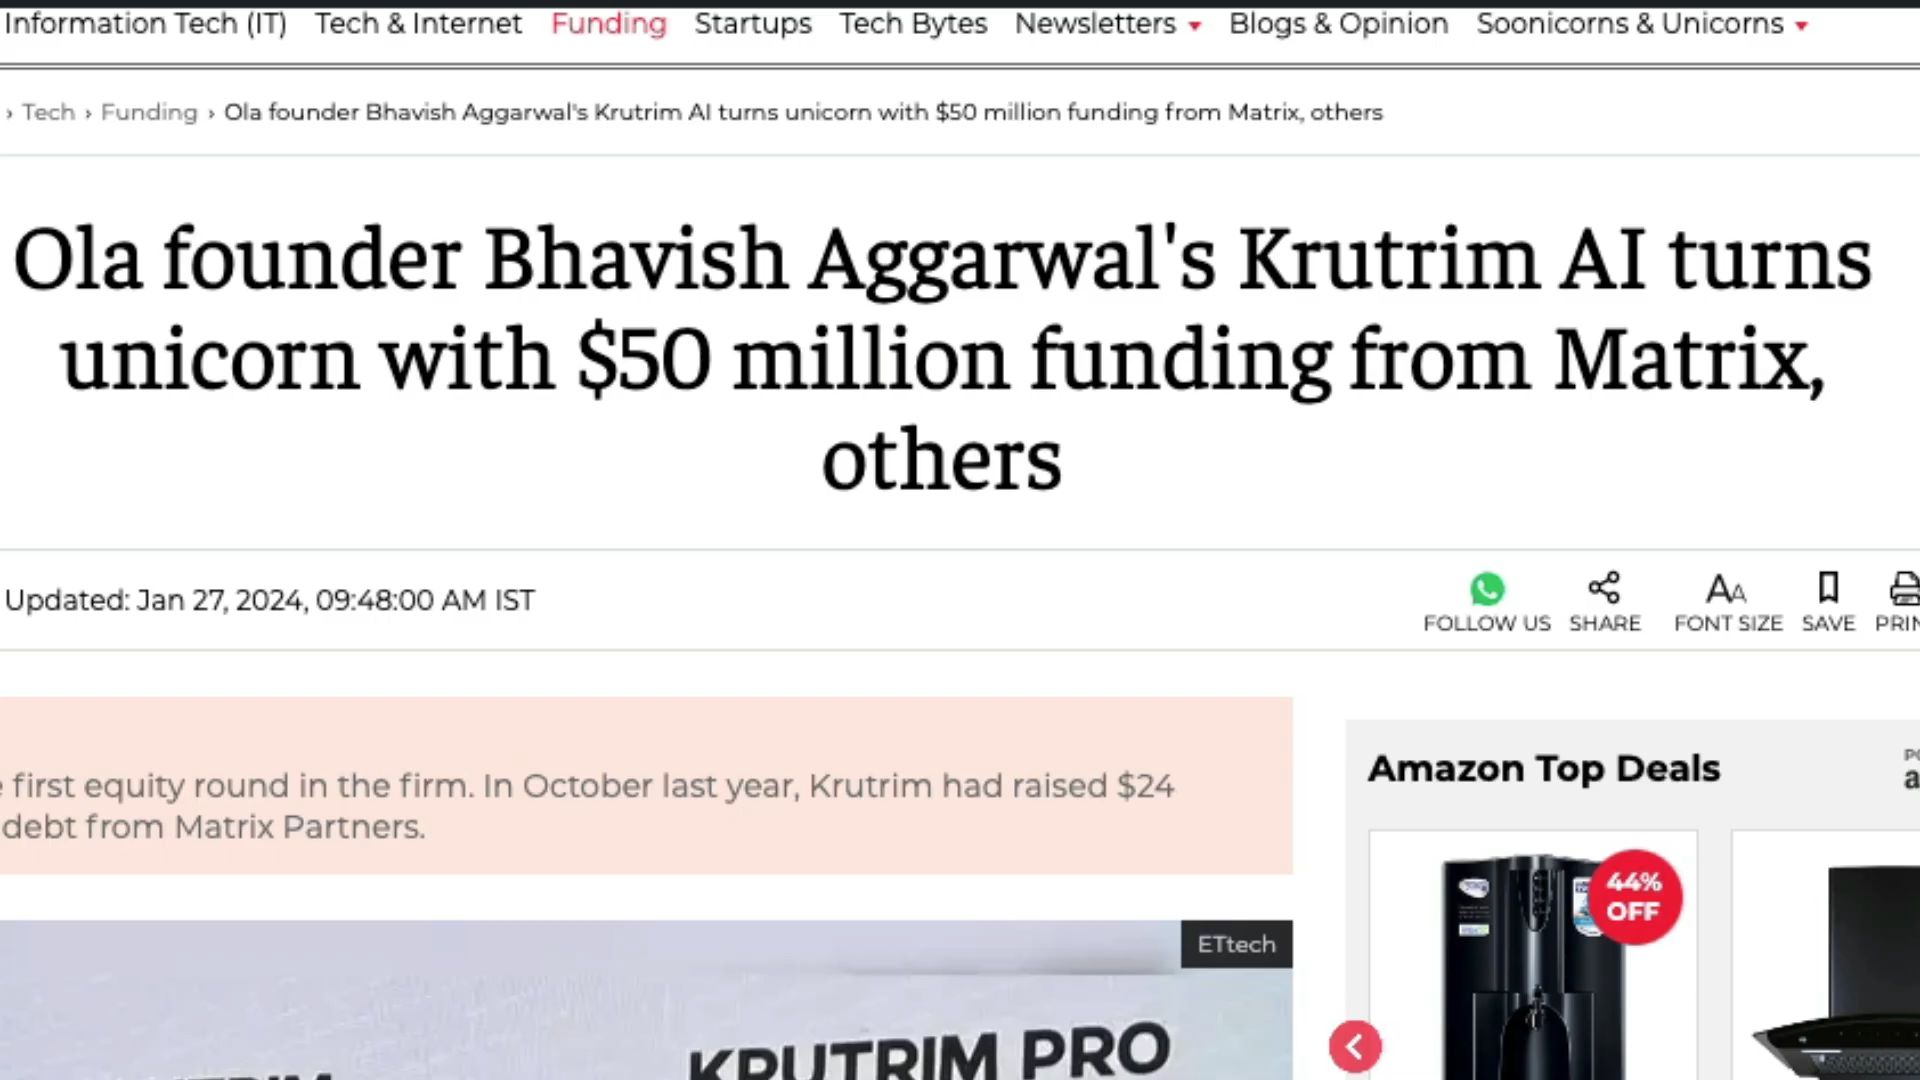 Information Tech (IT) Tech & Internet Funding Startups Tech Bytes Newsletters Blogs & Opinion Soonicorns & Unicorns
› Tech › Funding › Ola founder Bhavish Aggarwal's Krutrim AI turns unicorn with $50 million funding from Matrix, others
Ola founder Bhavish Aggarwal's Krutrim AI turns
unicorn with $50 million funding from Matrix,
others
Updated: Jan 27, 2024, 09:48:00 AM IST
FOLLOW US SHARE FONT SIZE SAVE PRIN
first equity round in the firm. In October last year, Krutrim had raised $24
debt from Matrix Partners.
Amazon Top Deals
44%
OFF
ETtech
KRUTRIM PRO